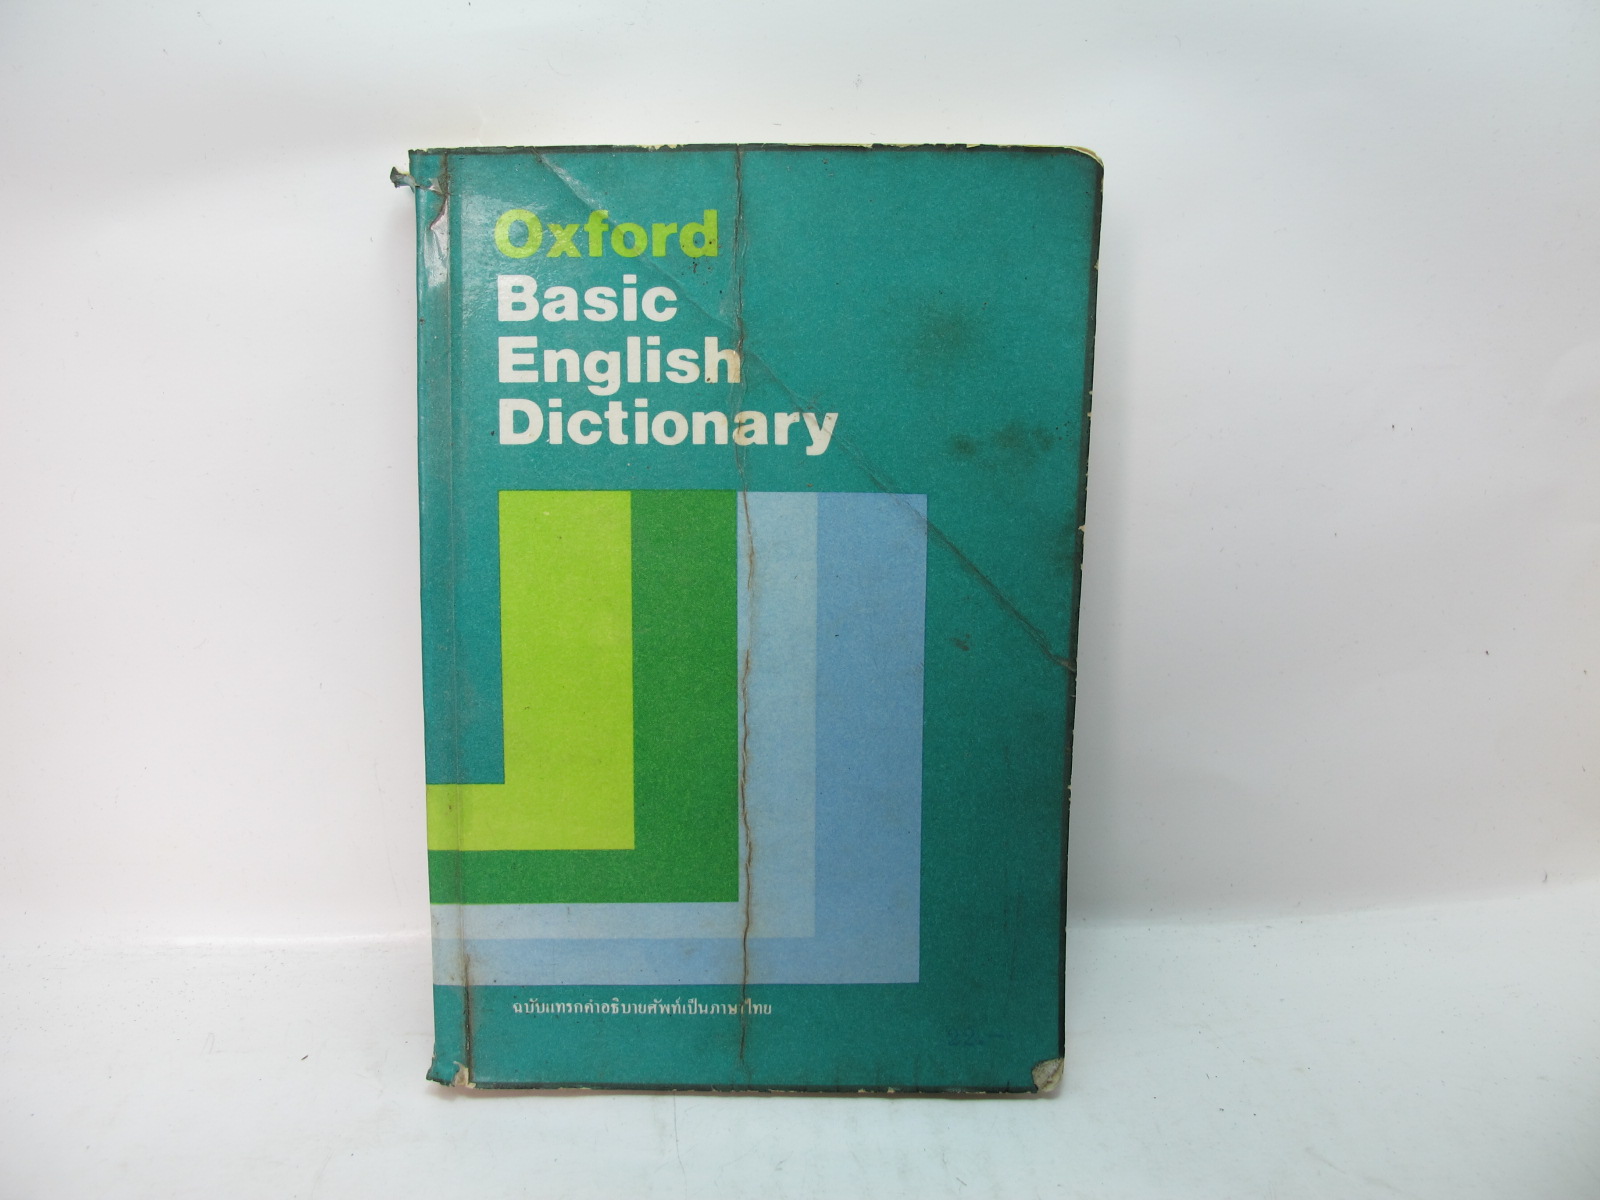 Oxford
Basic
English
Dictionary
ฉบับแทรกคำอธิบายศัพท์เป็นภาษาไทย
22.-